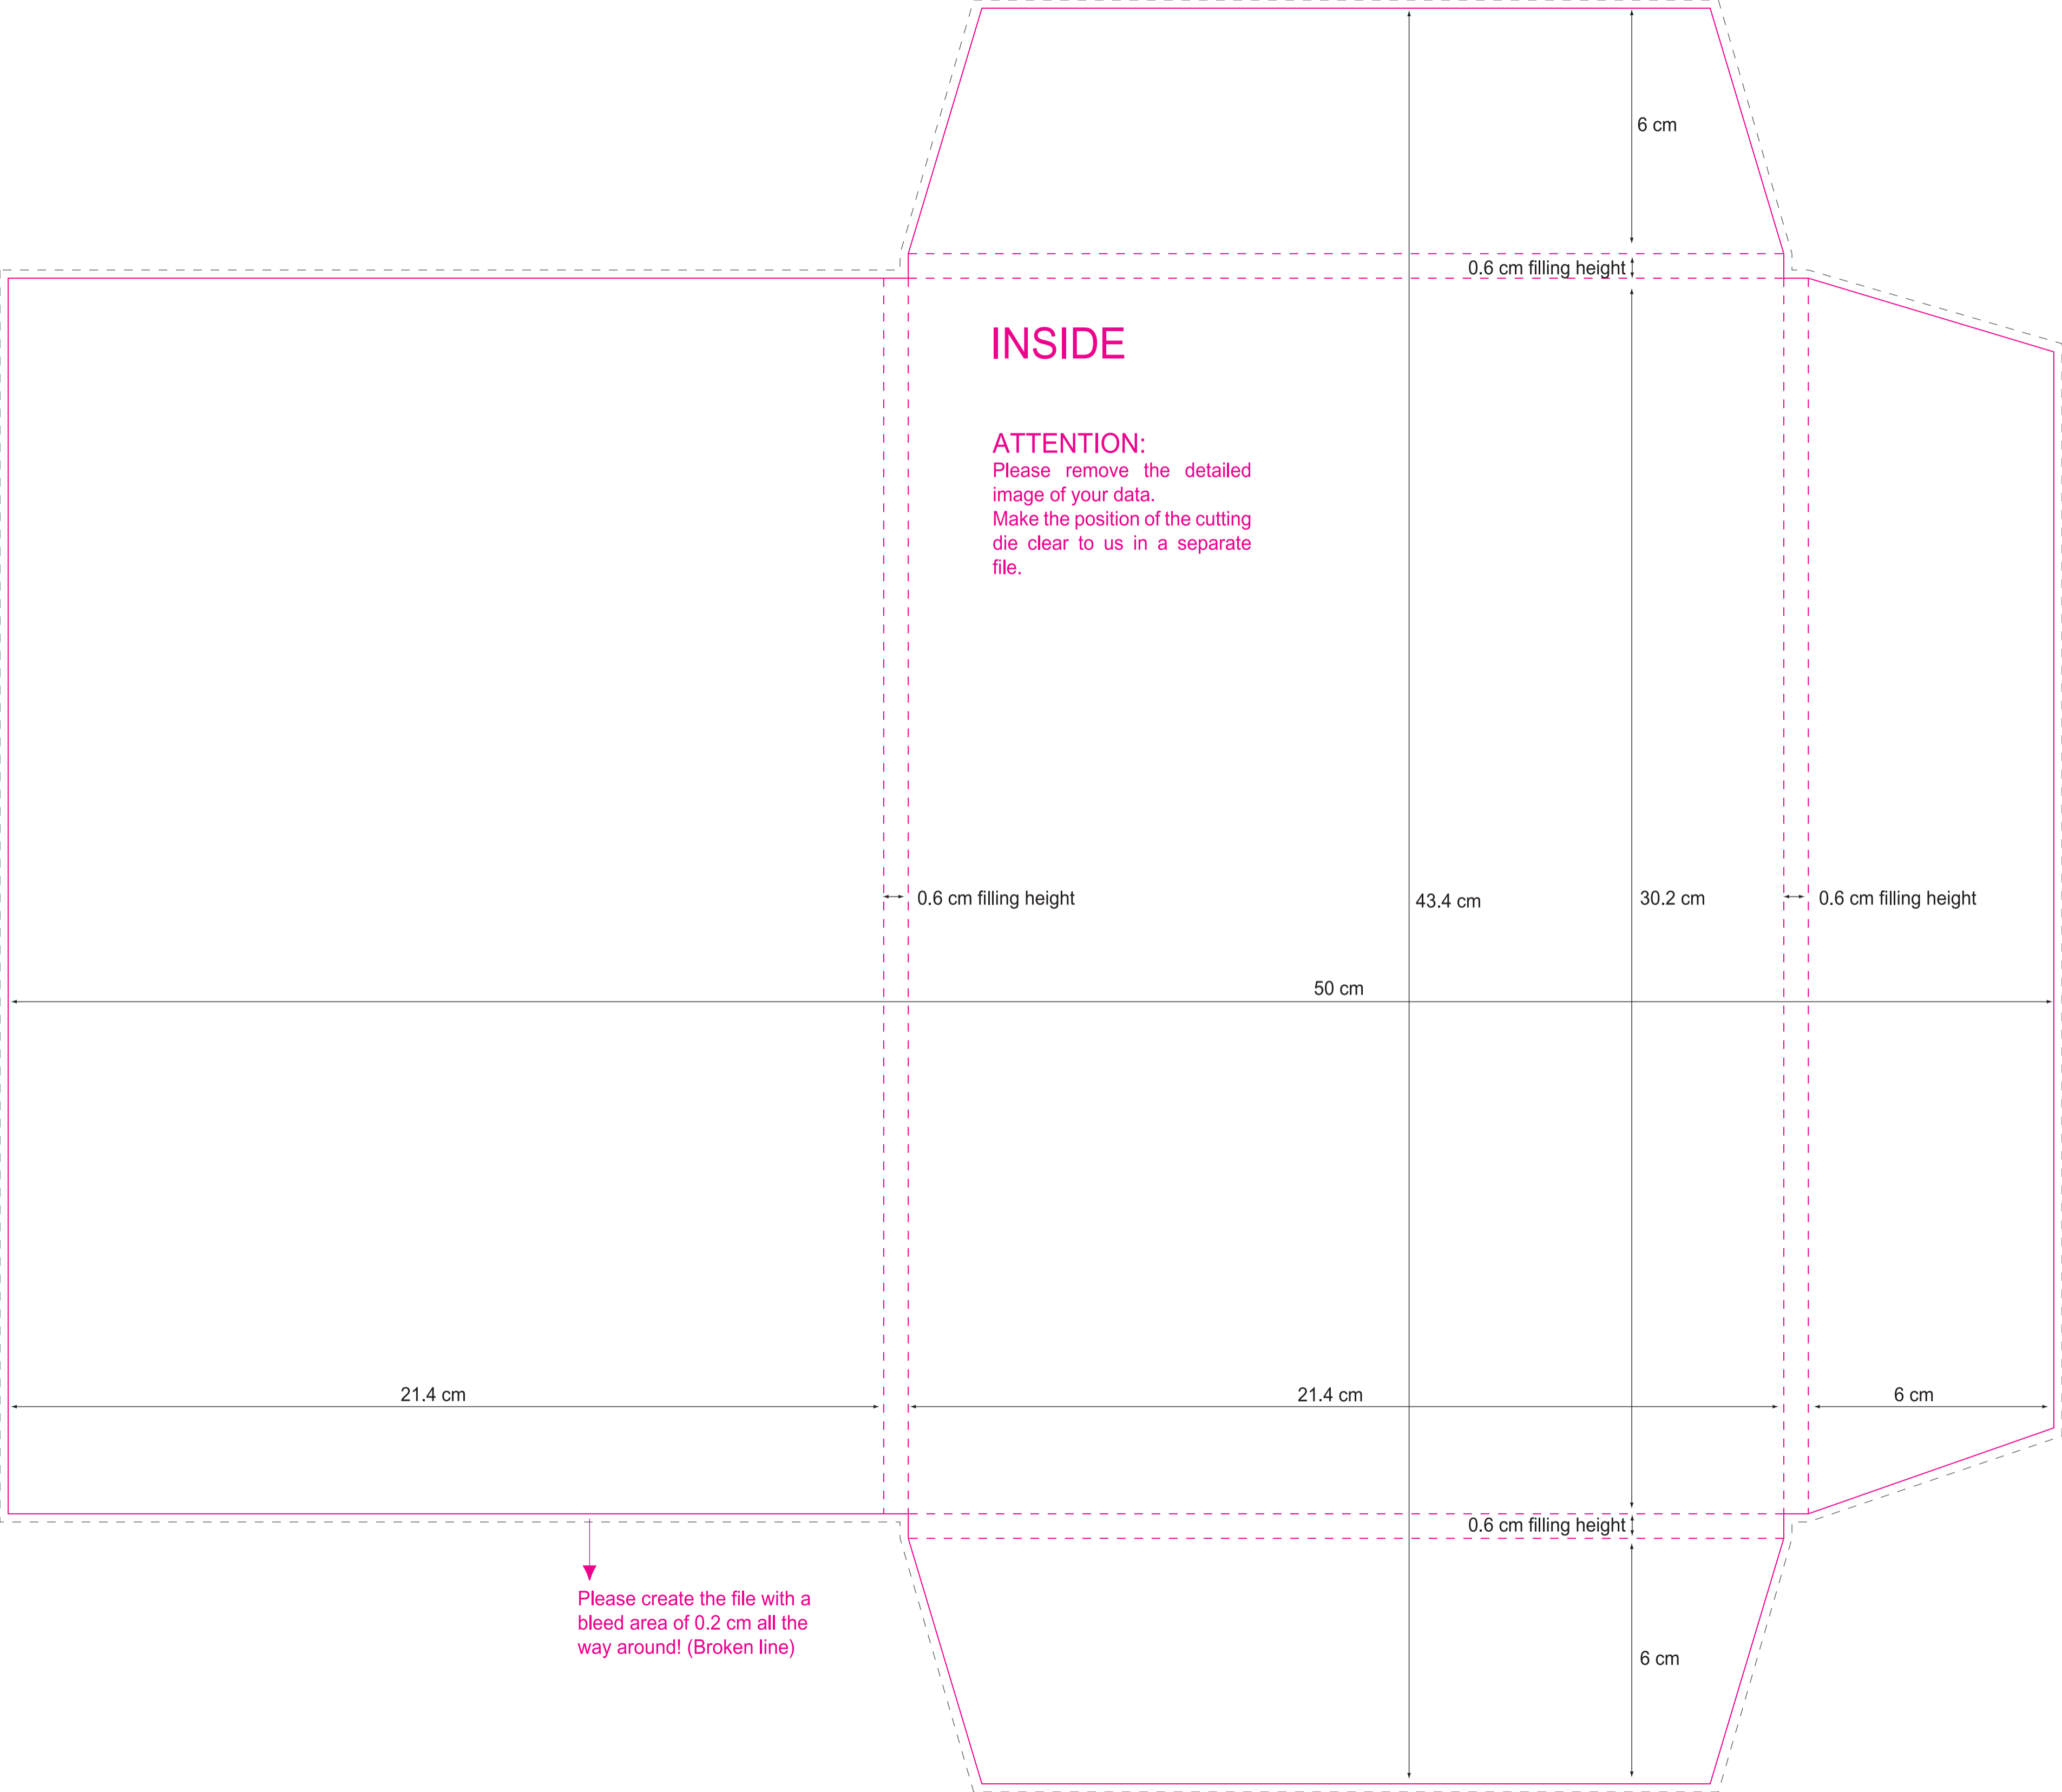 6 cm
0.6 cm filling height
INSIDE
ATTENTION:
Please remove the detailed
image of your data.
Make the position of the cutting
die clear to us in a separate
file.
0.6 cm filling height
43.4 cm
30.2 cm
0.6 cm filling height
50 cm
21.4 cm
21.4 cm
6 cm
0.6 cm filling height
Please create the file with a
bleed area of 0.2 cm all the
way around! (Broken line)
6 cm